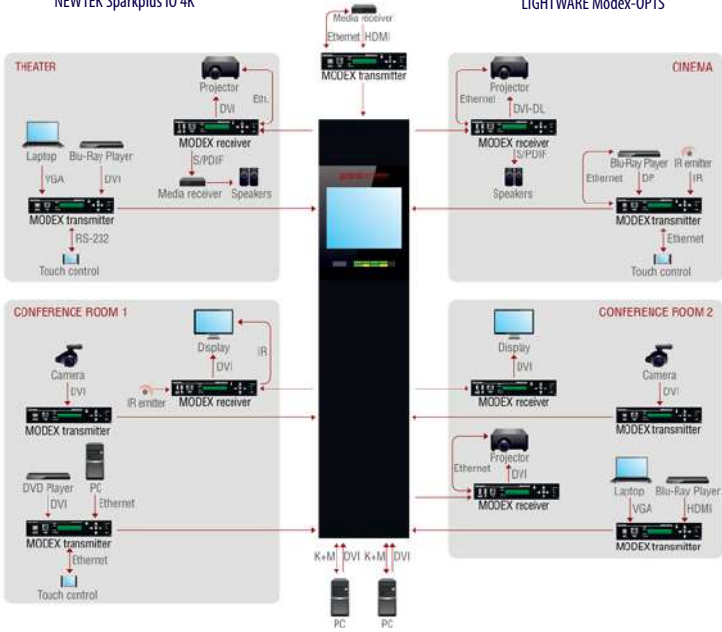 NEWTEK Sparkplus IO 4K
LIGHTWARE Modex-OPTS
Media receiver
Ethernet HDMI
MODEX transmitter
THEATER
Projector
DVI
Eth.
MODEX receiver
S/PDIF
Media receiver
Speakers
Laptop
Blu-Ray Player
VGA
DVI
MODEX transmitter
RS-232
Touch control
CINEMA
Projector
Ethernet
DVI-DL
MODEX receiver
S/PDIF
Speakers
Blu-Ray Player
IR emitter
Ethernet
DP
IR
MODEX transmitter
Ethernet
Touch control
CONFERENCE ROOM 1
Display
DVI
IR
IR emitter
MODEX receiver
Camera
DVI
MODEX transmitter
DVD Player
PC
DVI
Ethernet
MODEX transmitter
Ethernet
Touch control
CONFERENCE ROOM 2
Display
DVI
MODEX receiver
Camera
DVI
MODEX transmitter
Projector
Ethernet
DVI
MODEX receiver
Laptop
Blu-Ray Player
VGA
HDMI
MODEX transmitter
K+M DVI K+M DVI
PC
PC